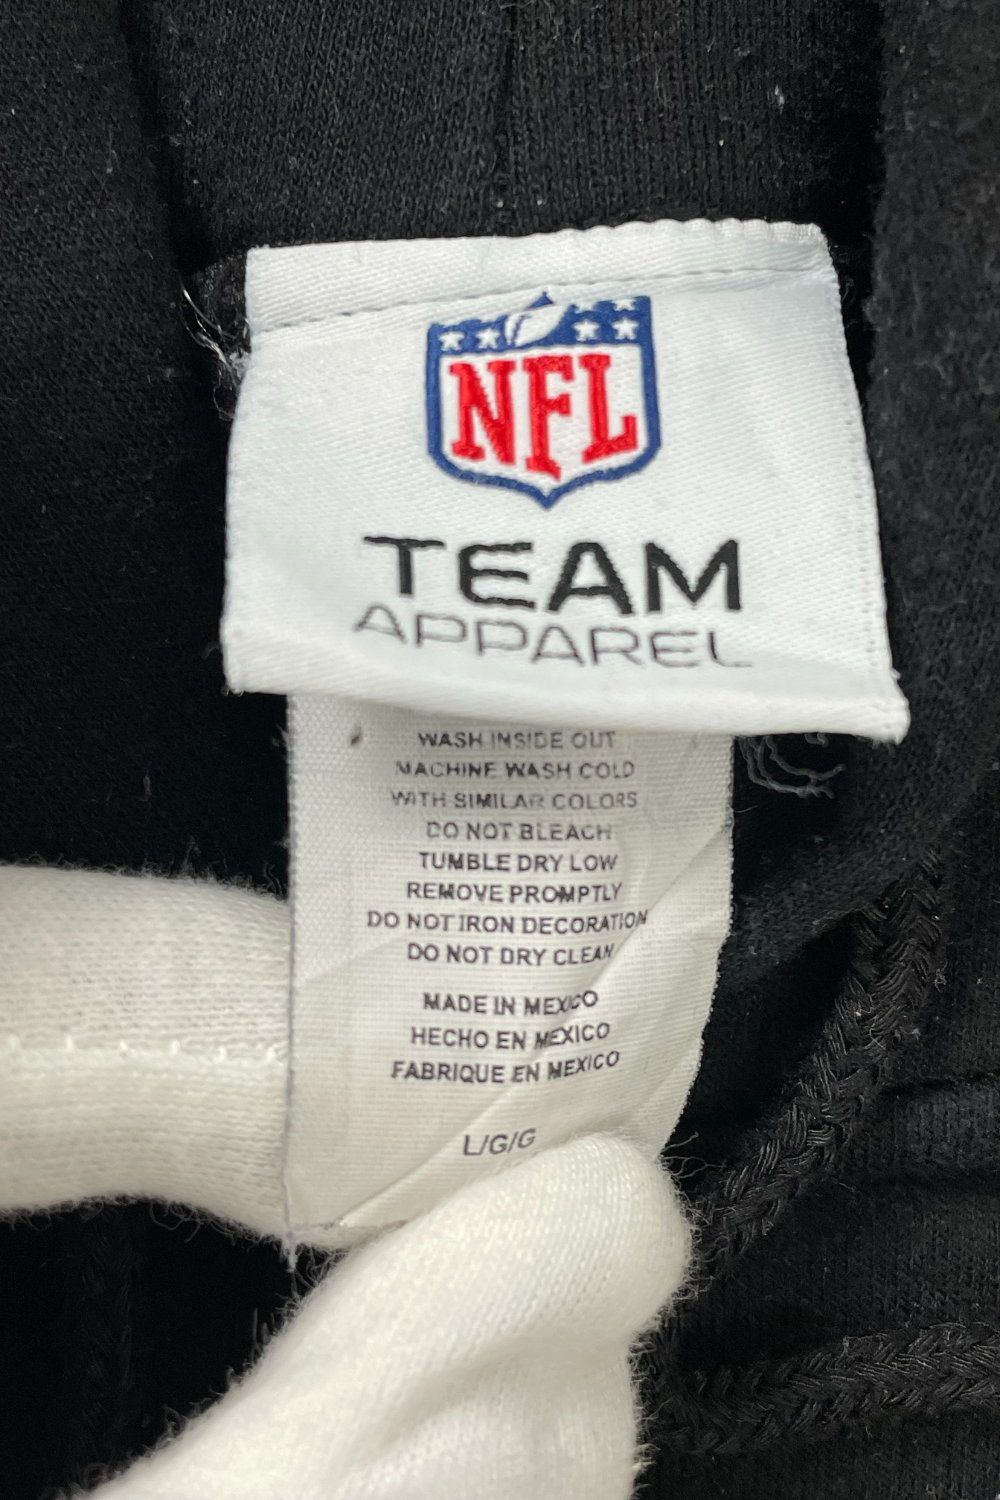 NFL
TEAM
APPAREL
WASH INSIDE OUT
MACHINE WASH COLD
WITH SIMILAR COLORS
DO NOT BLEACH
TUMBLE DRY LOW
REMOVE PROMPTLY
DO NOT IRON DECORATION
DO NOT DRY CLEAN
MADE IN MEXICO
HECHO EN MEXICO
FABRIQUE EN MEXICO
L/G/G